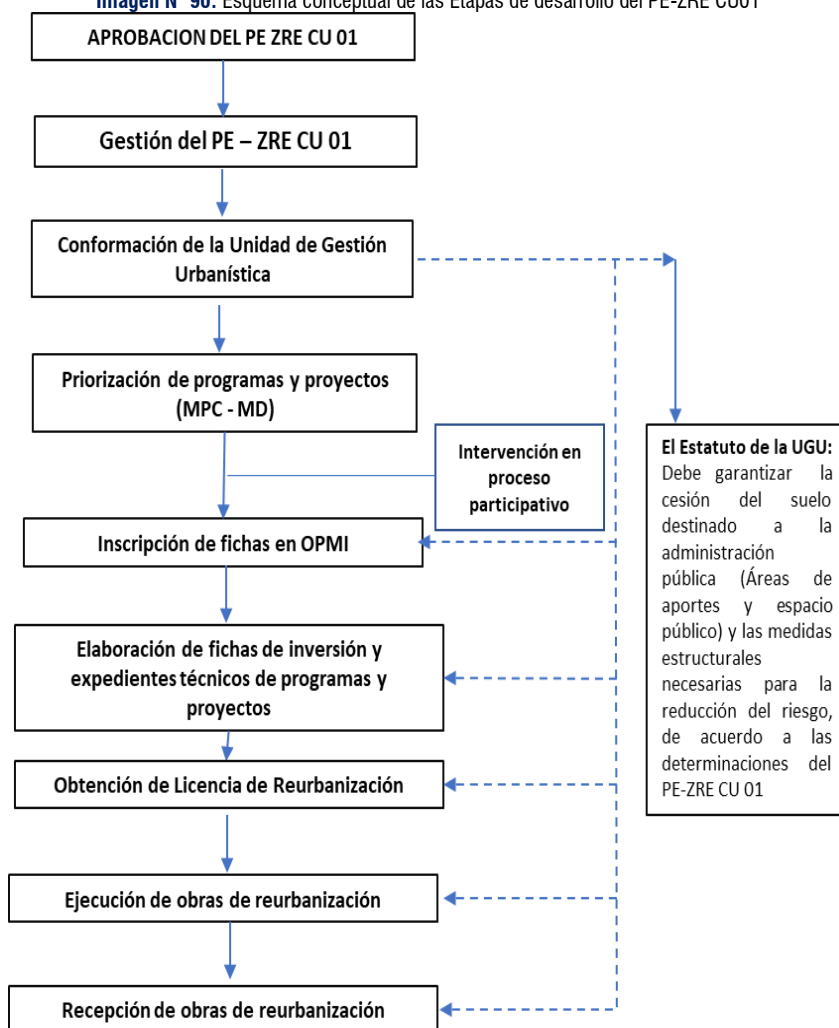 Imagen N° 90: Esquema conceptual de las Etapas de desarrollo del PE-ZRE CU01
APROBACION DEL PE ZRE CU 01
Gestión del PE – ZRE CU 01
Conformación de la Unidad de Gestión
Urbanística
Priorización de programas y proyectos
(MPC - MD)
Intervención en
proceso
participativo
Inscripción de fichas en OPMI
Elaboración de fichas de inversión y
expedientes técnicos de programas y
proyectos
Obtención de Licencia de Reurbanización
Ejecución de obras de reurbanización
Recepción de obras de reurbanización
El Estatuto de la UGU:
Debe garantizar la
cesión del suelo
destinado a la
administración
pública (Áreas de
aportes y espacio
público) y las medidas
estructurales
necesarias para la
reducción del riesgo,
de acuerdo a las
determinaciones del
PE-ZRE CU 01